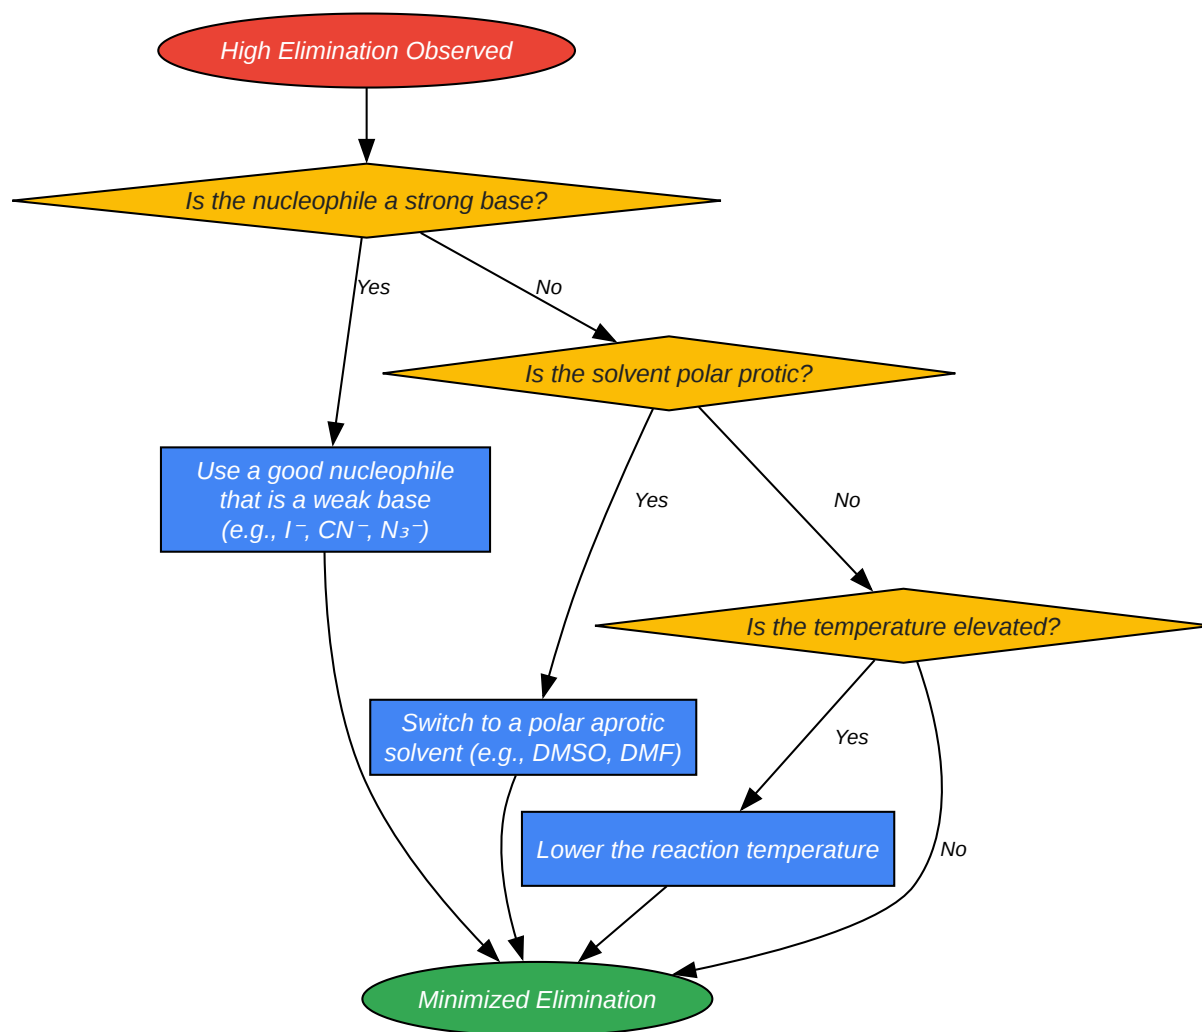 High Elimination Observed
Is the nucleophile a strong base?
Yes
No
Is the solvent polar protic?
Use a good nucleophile
that is a weak base
(e.g., I⁻, CN⁻, N₃⁻)
Yes
No
Is the temperature elevated?
Switch to a polar aprotic
solvent (e.g., DMSO, DMF)
Yes
No
Lower the reaction temperature
Minimized Elimination